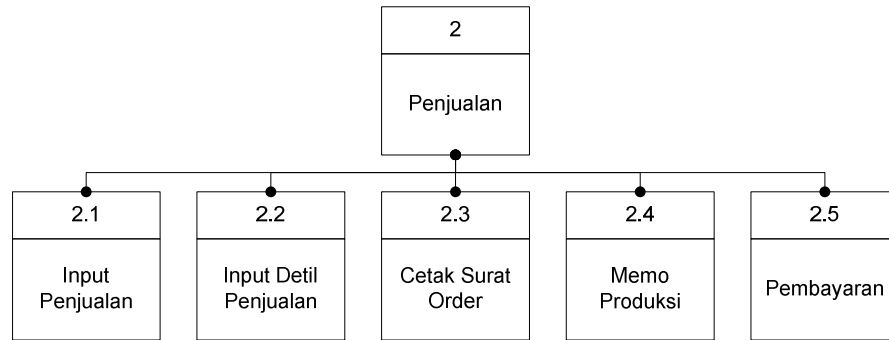 2
Penjualan
2.1
Input
Penjualan
2.2
Input Detil
Penjualan
2.3
Cetak Surat
Order
2.4
Memo
Produksi
2.5
Pembayaran